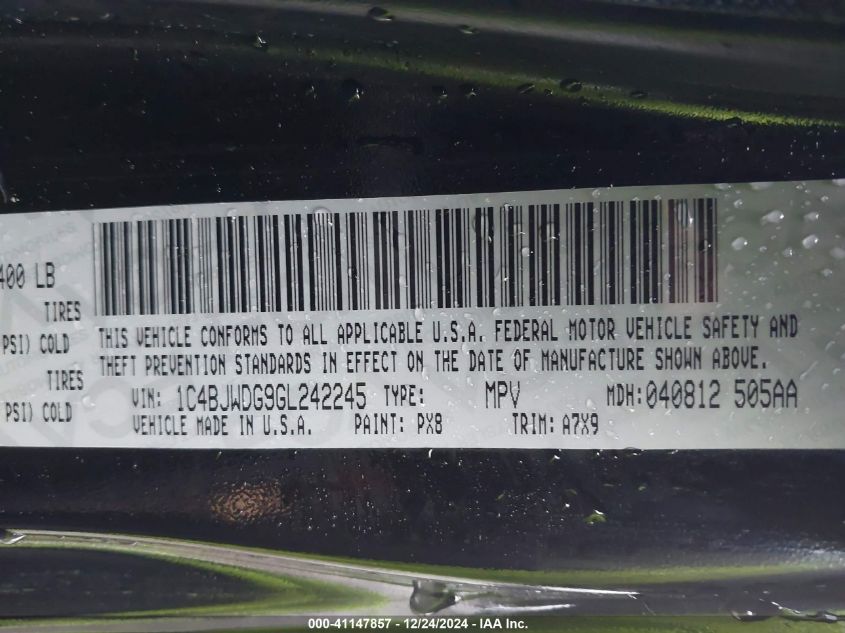 400 LB
TIRES
PSI) COLD
TIRES
PSI) COLD
THIS VEHICLE CONFORMS TO ALL APPLICABLE U.S.A. FEDERAL MOTOR VEHICLE SAFETY AND
THEFT PREVENTION STANDARDS IN EFFECT ON THE DATE OF MANUFACTURE SHOWN ABOVE.
VIN: 1C4BJWDG9GL242245 TYPE: MPV MDH: 040812 505AA
VEHICLE MADE IN U.S.A. PAINT: PX8 TRIM: A7X9
000-41147857 - 12/24/2024 - IAA Inc.